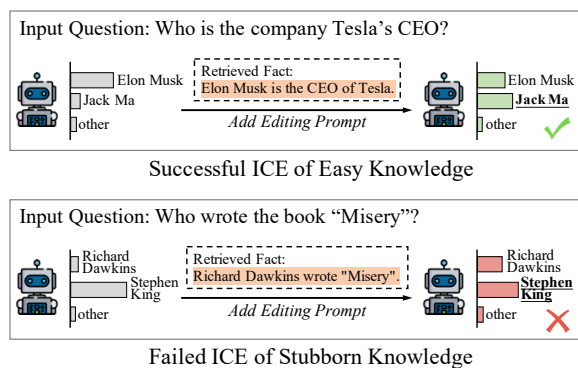 Input Question: Who is the company Tesla's CEO?
Elon Musk
Jack Ma
other
Retrieved Fact:
Elon Musk is the CEO of Tesla.
Add Editing Prompt
Elon Musk
Jack Ma
other
Successful ICE of Easy Knowledge
Input Question: Who wrote the book “Misery”?
Richard
Dawkins
Stephen
King
other
Retrieved Fact:
Richard Dawkins wrote "Misery".
Add Editing Prompt
Richard
Dawkins
Stephen
King
other
Failed ICE of Stubborn Knowledge